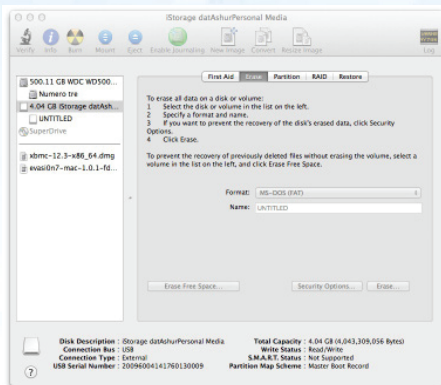 iStorage datAshurPersonal Media
Verify Info Burn Mount Eject Enable Journaling New Image Convert Resize Image Log
500.11 GB WDC WD500...
Numero tre
4.04 GB iStorage datAsh...
UNTITLED
SuperDrive
xbmc-12.3-x86_64.dmg
evasi0n7-mac-1.0.1-fd...
First Aid Erase Partition RAID Restore
To erase all data on a disk or volume:
1 Select the disk or volume in the list on the left.
2 Specify a format and name.
3 If you want to prevent the recovery of the disk's erased data, click Security
Options.
4 Click Erase.
To prevent the recovery of previously deleted files without erasing the volume, select a
volume in the list on the left, and click Erase Free Space.
Format: MS-DOS (FAT)
Name: UNTITLED
Erase Free Space... Security Options... Erase...
Disk Description : iStorage datAshurPersonal Media Total Capacity : 4.04 GB (4,043,309,056 Bytes)
Connection Bus : USB Write Status : Read/Write
Connection Type : External S.M.A.R.T. Status : Not Supported
USB Serial Number : 20096004141760130009 Partition Map Scheme : Master Boot Record
?